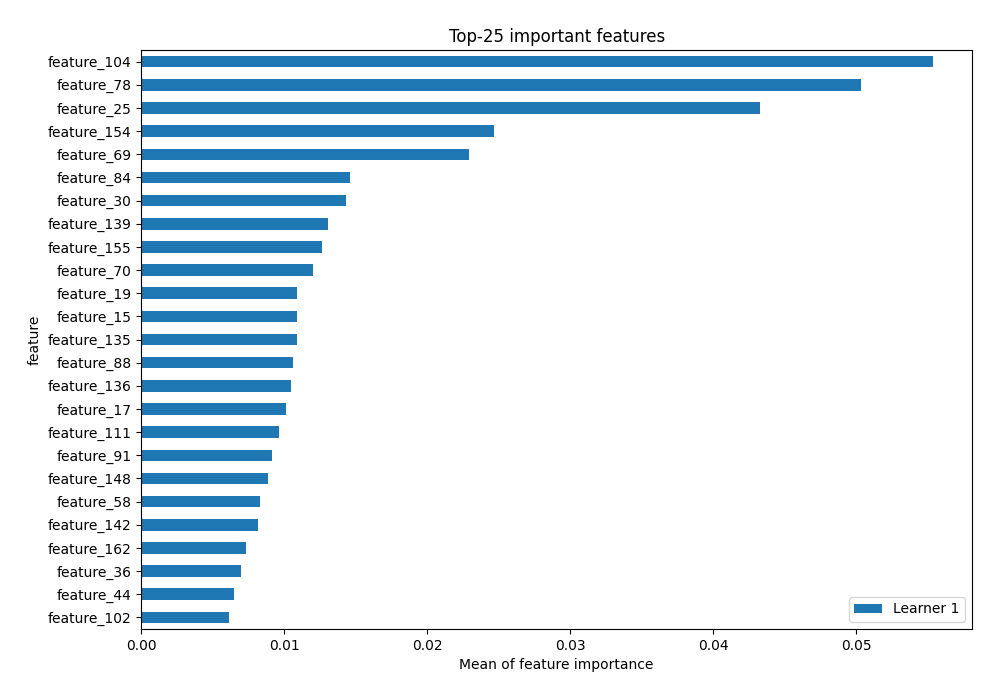 Top-25 important features
feature_104
feature_78
feature_25
feature_154
feature_69
feature_84
feature_30
feature_139
feature_155
feature_70
feature_19
feature_15
feature_135
feature_88
feature_136
feature_17
feature_111
feature_91
feature_148
feature_58
feature_142
feature_162
feature_36
feature_44
feature_102
feature
Learner 1
0.00 0.01 0.02 0.03 0.04 0.05
Mean of feature importance